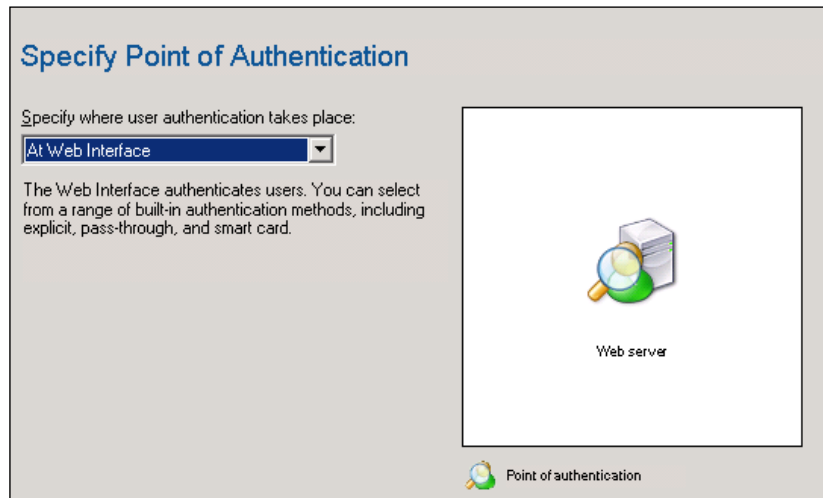 Specify Point of Authentication
Specify where user authentication takes place:
At Web Interface
The Web Interface authenticates users. You can select
from a range of built-in authentication methods, including
explicit, pass-through, and smart card.
Web server
Point of authentication